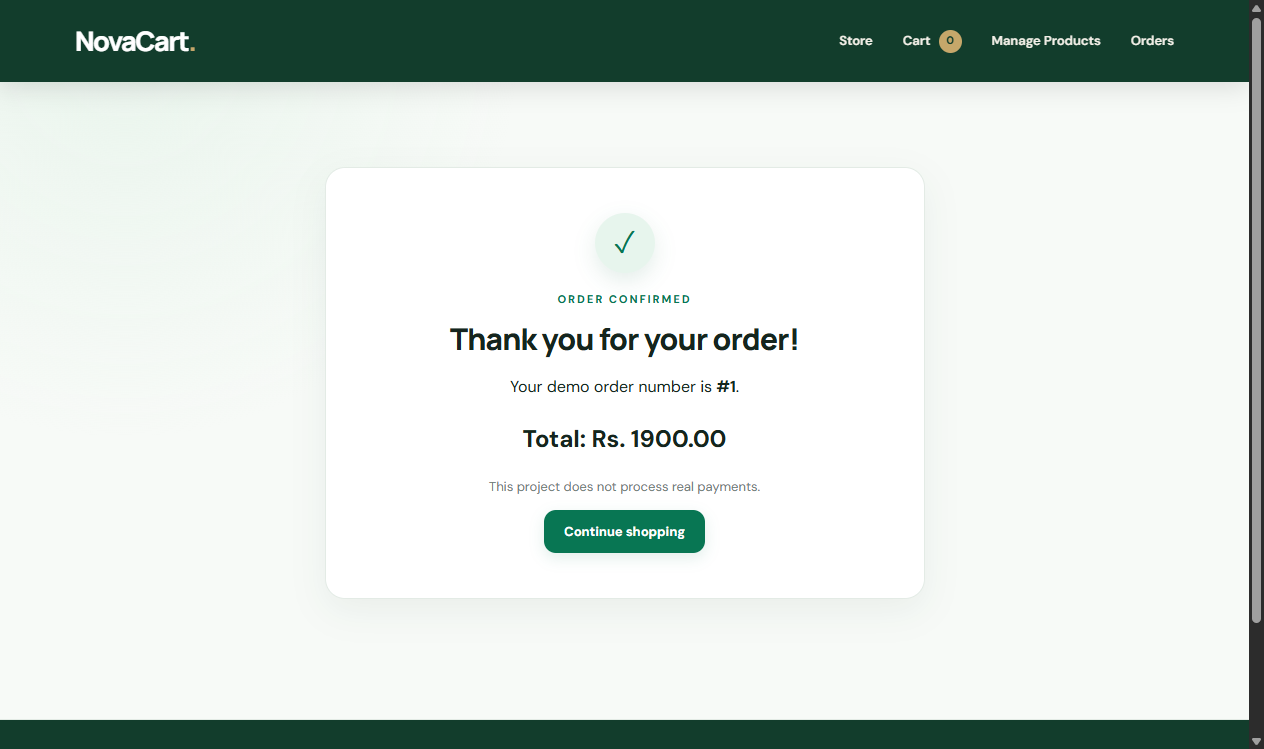 NovaCart.
Store Cart 0 Manage Products Orders
✓
ORDER CONFIRMED
Thank you for your order!
Your demo order number is #1.
Total: Rs. 1900.00
This project does not process real payments.
Continue shopping